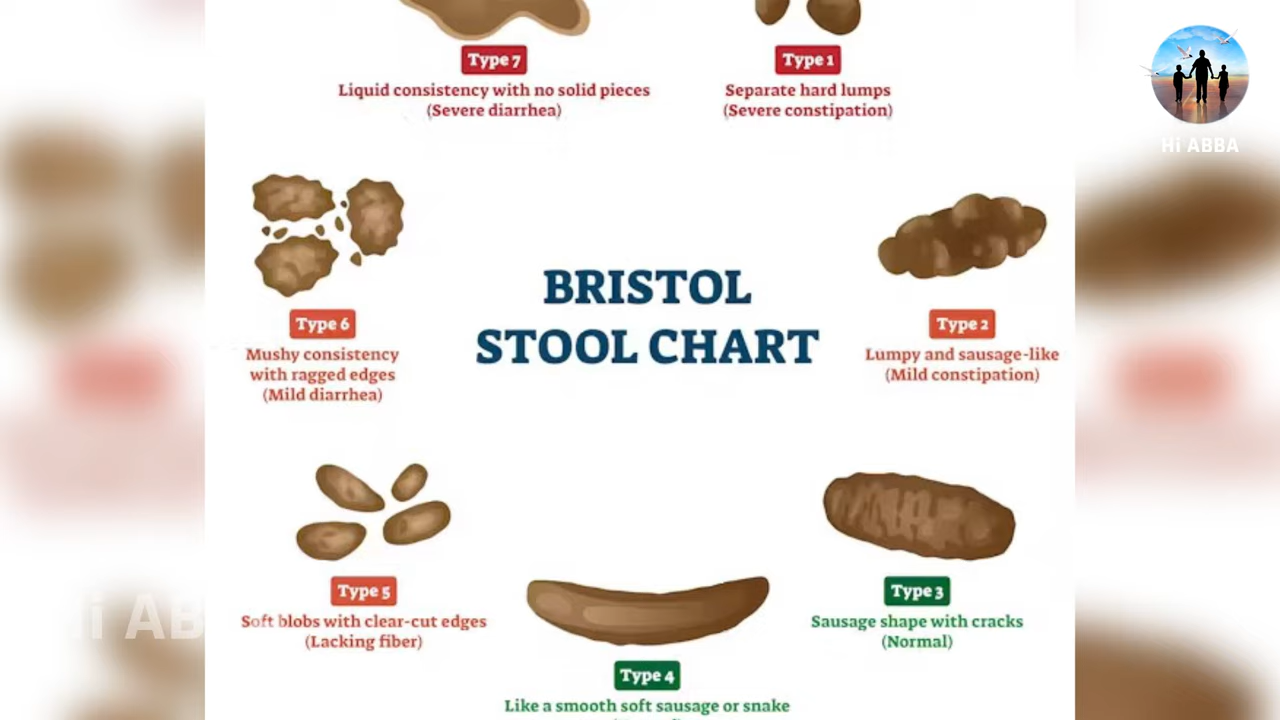 Type 7
Liquid consistency with no solid pieces
(Severe diarrhea)
Type 1
Separate hard lumps
(Severe constipation)
Hi ABBA
BRISTOL
STOOL CHART
Type 6
Mushy consistency
with ragged edges
(Mild diarrhea)
Type 2
Lumpy and sausage-like
(Mild constipation)
Type 5
Soft blobs with clear-cut edges
(Lacking fiber)
Type 3
Sausage shape with cracks
(Normal)
Type 4
Like a smooth soft sausage or snake
Hi AB